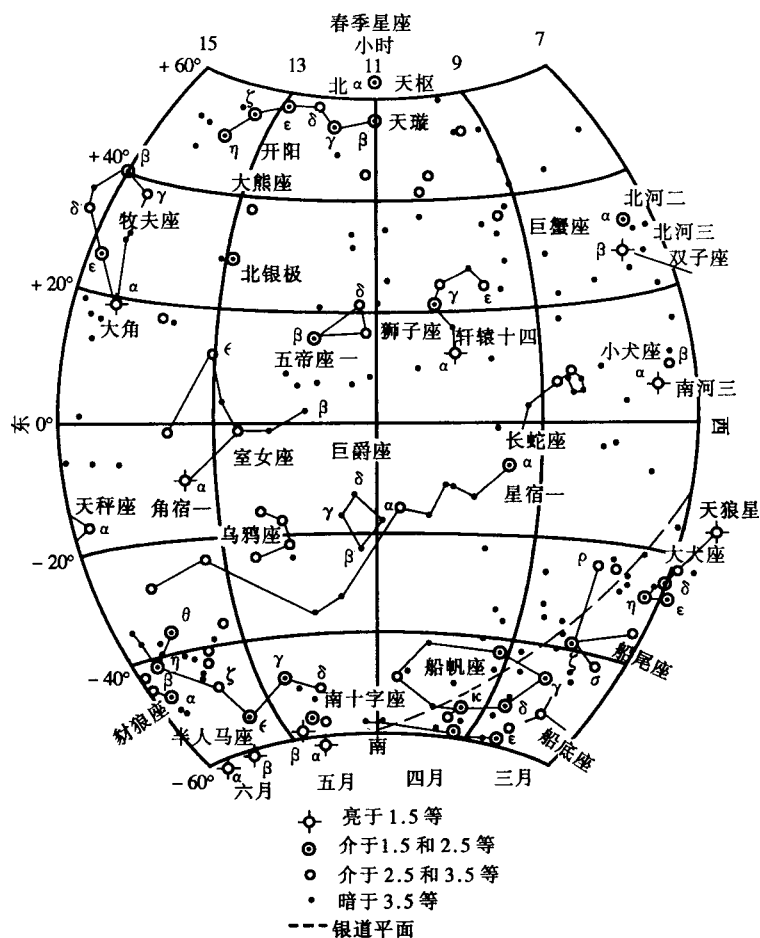 春季星座
小时
15 13 11 9 7
+60°
北 α 天枢
ζ ε δ 天璇
η 开阳 γ β
+40° β
大熊座
γ
δ 牧夫座
北河二
α
巨蟹座
北河三
ε 北银极 β 双子座
+20° α δ γ ε
大角
狮子座
轩辕十四
β 五帝座一 α
小犬座 β
α 南河三
ϵ
β
东 0° 西
室女座 巨爵座 长蛇座
δ α
角宿一 α 星宿一
天秤座 α
γ α
天狼星
乌鸦座
β
大犬座
-20°
ρ δ
η ε
θ
船尾座
船帆座 ζ σ
-40° η ζ γ δ
β α 南十字座 κ δ γ
豺狼座
半人马座 ϵ
ε 船底座
南
β α
-60° α β
六月 五月 四月 三月
亮于1.5等
介于1.5和2.5等
介于2.5和3.5等
暗于3.5等
银道平面